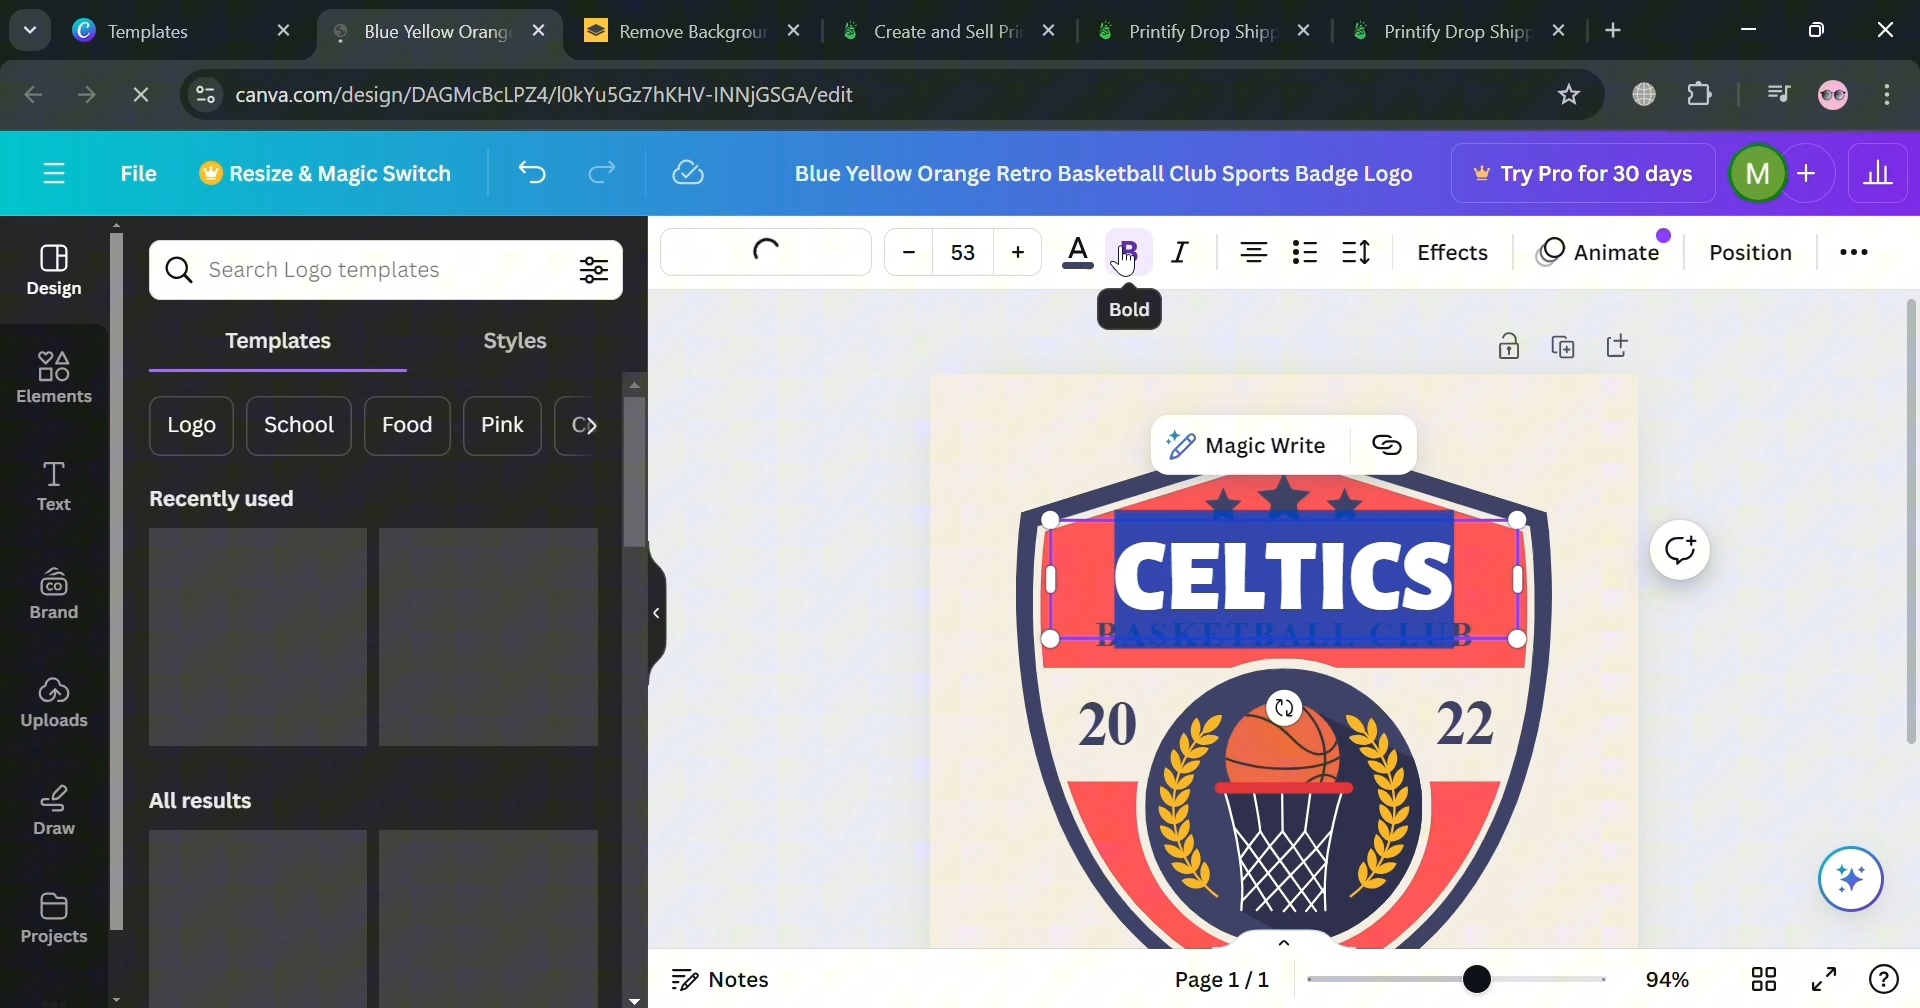 Templates
Blue Yellow Orang
Remove Backgrou
Create and Sell Pri
Printify Drop Ship
Printify Drop Ship
canva.com/design/DAGMcBcLPZ4/I0kYu5Gz7hKHV-INNjGSGA/edit
File
Resize & Magic Switch
Blue Yellow Orange Retro Basketball Club Sports Badge Logo
Try Pro for 30 days
M
53
A
B
I
Effects
Animate
Position
Bold
Design
Elements
Text
Brand
Uploads
Draw
Projects
Search Logo templates
Templates
Styles
Logo
School
Food
Pink
Recently used
All results
Magic Write
CELTICS
BASKETBALL CLUB
20
22
Notes
Page 1 / 1
94%